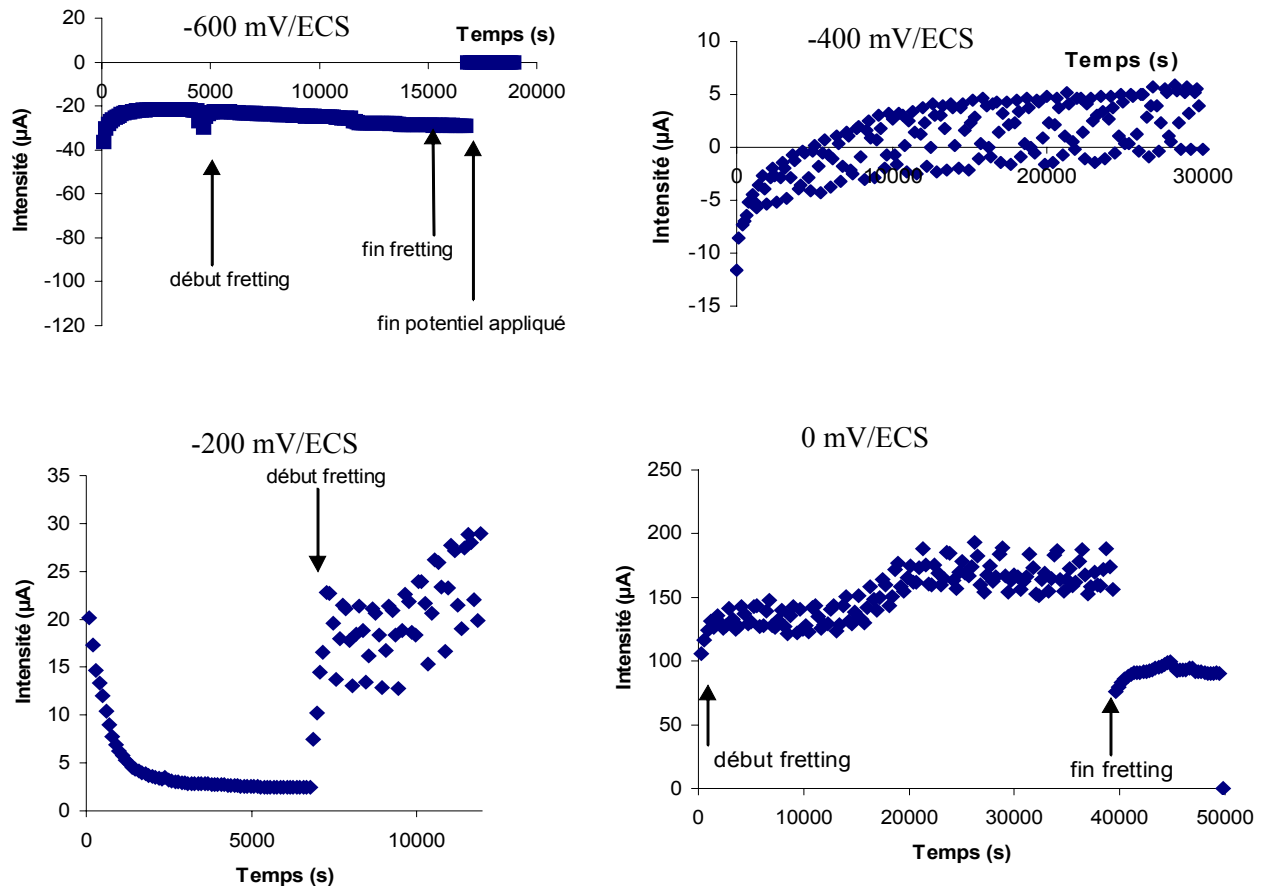 -600 mV/ECS
Temps (s)
20
0
-20
-40
-60
-80
-100
-120
0
5000
10000
15000
20000
Intensité (µA)
début fretting
fin fretting
fin potentiel appliqué
-400 mV/ECS
Temps (s)
10
5
0
-5
-10
-15
0
10000
20000
30000
Intensité (µA)
-200 mV/ECS
début fretting
35
30
25
20
15
10
5
0
0
5000
10000
Intensité (µA)
Temps (s)
0 mV/ECS
250
200
150
100
50
0
0
10000
20000
30000
40000
50000
Intensité (µA)
début fretting
fin fretting
Temps (s)